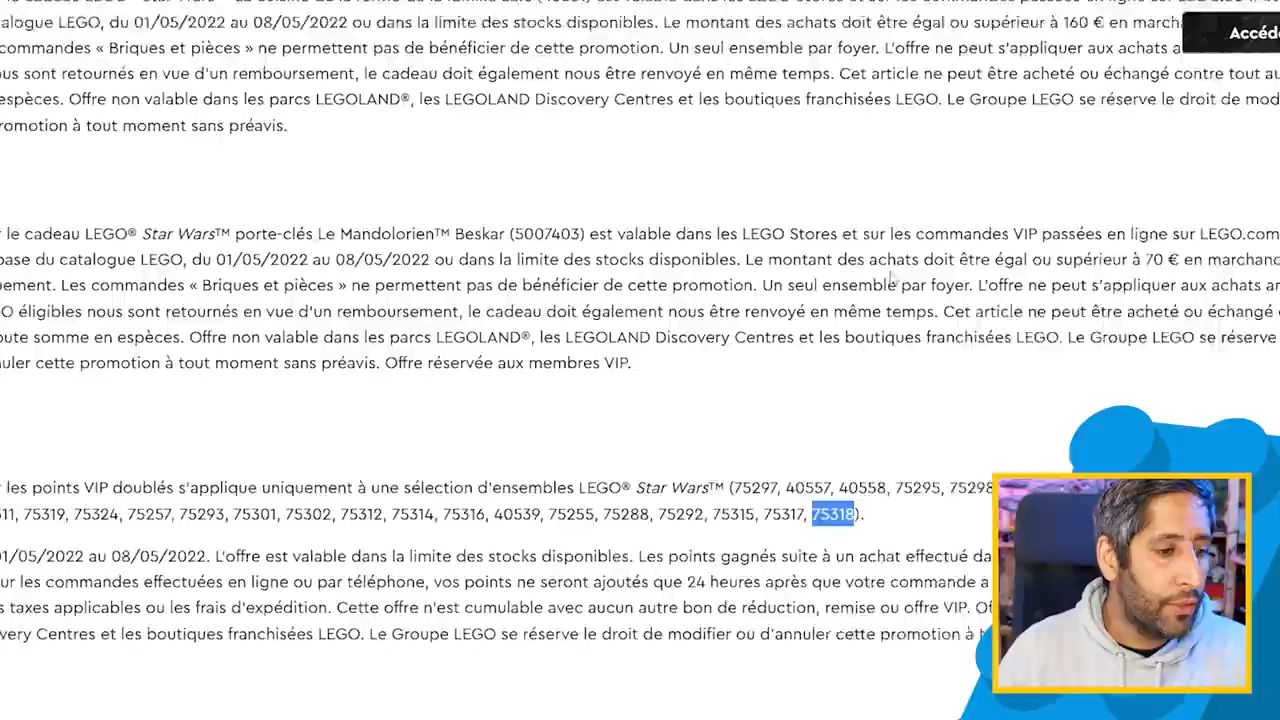 alogue LEGO, du 01/05/2022 au 08/05/2022 ou dans la limite des stocks disponibles. Le montant des achats doit être égal ou supérieur à 160 € en march
Accéd
commandes « Briques et pièces » ne permettent pas de bénéficier de cette promotion. Un seul ensemble par foyer. L'offre ne peut s'appliquer aux achats a
ous sont retournés en vue d'un remboursement, le cadeau doit également nous être renvoyé en même temps. Cet article ne peut être acheté ou échangé contre tout au
espèces. Offre non valable dans les parcs LEGOLAND®, les LEGOLAND Discovery Centres et les boutiques franchisées LEGO. Le Groupe LEGO se réserve le droit de mod
romotion à tout moment sans préavis.
r le cadeau LEGO® Star Wars™ porte-clés Le Mandolorien™ Beskar (5007403) est valable dans les LEGO Stores et sur les commandes VIP passées en ligne sur LEGO.com
base du catalogue LEGO, du 01/05/2022 au 08/05/2022 ou dans la limite des stocks disponibles. Le montant des achats doit être égal ou supérieur à 70 € en marchand
uement. Les commandes « Briques et pièces » ne permettent pas de bénéficier de cette promotion. Un seul ensemble par foyer. L'offre ne peut s'appliquer aux achats an
O éligibles nous sont retournés en vue d'un remboursement, le cadeau doit également nous être renvoyé en même temps. Cet article ne peut être acheté ou échangé
oute somme en espèces. Offre non valable dans les parcs LEGOLAND®, les LEGOLAND Discovery Centres et les boutiques franchisées LEGO. Le Groupe LEGO se réserve
nuler cette promotion à tout moment sans préavis. Offre réservée aux membres VIP.
r les points VIP doublés s'applique uniquement à une sélection d'ensembles LEGO® Star Wars™ (75297, 40557, 40558, 75295, 75298
11, 75319, 75324, 75257, 75293, 75301, 75302, 75312, 75314, 75316, 40539, 75255, 75288, 75292, 75315, 75317, 75318).
01/05/2022 au 08/05/2022. L'offre est valable dans la limite des stocks disponibles. Les points gagnés suite à un achat effectué da
ur les commandes effectuées en ligne ou par téléphone, vos points ne seront ajoutés que 24 heures après que votre commande a
s taxes applicables ou les frais d'expédition. Cette offre n'est cumulable avec aucun autre bon de réduction, remise ou offre VIP. Of
very Centres et les boutiques franchisées LEGO. Le Groupe LEGO se réserve le droit de modifier ou d'annuler cette promotion à t